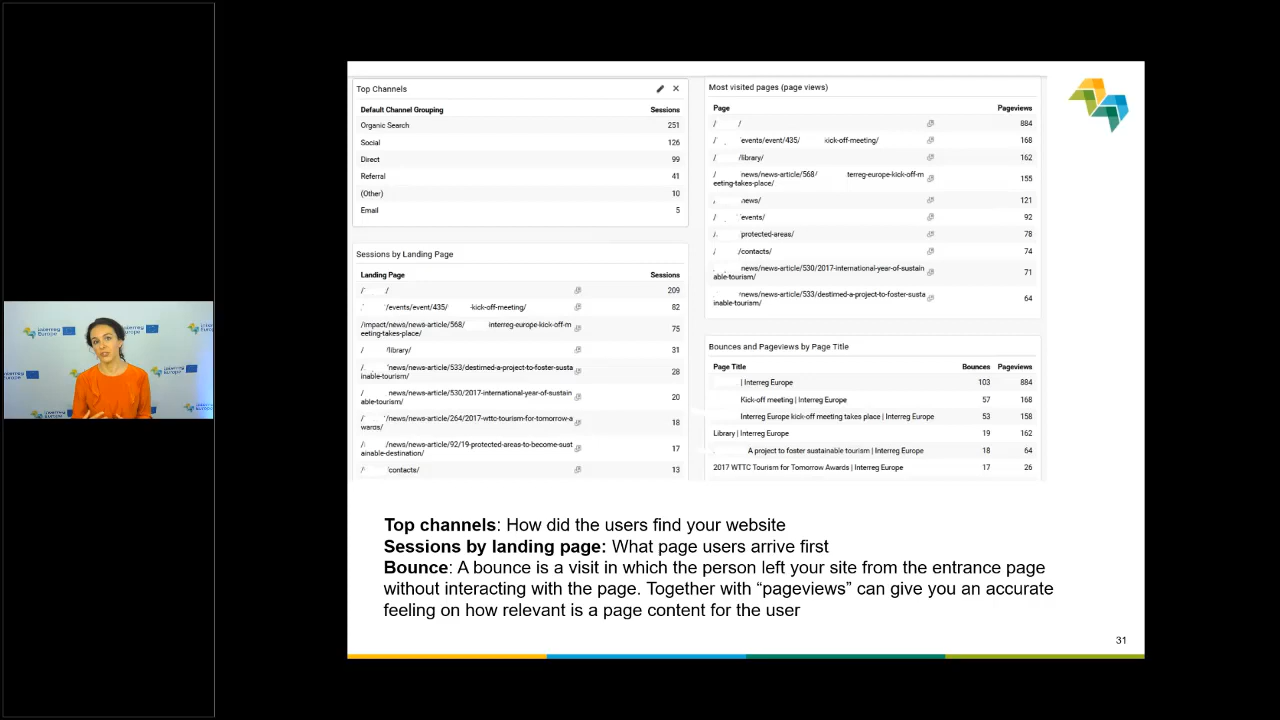 Top Channels
Default Channel Grouping Sessions
Organic Search 251
Social 126
Direct 99
Referral 41
(Other) 10
Email 5
Sessions by Landing Page
Landing Page Sessions
/ / 209
/events/event/435/ -kick-off-meeting/ 82
/impact/news/news-article/568/ interreg-europe-kick-off-m
eeting-takes-place/ 75
/ /library/ 31
/ news/news-article/533/destimed-a-project-to-foster-susta
inable-tourism/ 28
/ news/news-article/530/2017-international-year-of-sustain
able-tourism/ 20
/ /news/news-article/264/2017-wttc-tourism-for-tomorrow-a
wards/ 18
/ /news/news-article/92/19-protected-areas-to-become-sust
ainable-destination/ 17
/ /contacts/ 13
Most visited pages (page views)
Page Pageviews
/ / 884
/ events/event/435/ kick-off-meeting/ 168
/ /library/ 162
/ news/news-article/568/ terreg-europe-kick-off-m
eeting-takes-place/ 155
/ news/ 121
/ events/ 92
/ protected-areas/ 78
/ /contacts/ 74
news/news-article/530/2017-international-year-of-sustain
able-tourism/ 71
news/news-article/533/destimed-a-project-to-foster-susta
inable-tourism/ 64
Bounces and Pageviews by Page Title
Page Title Bounces Pageviews
| Interreg Europe 103 884
Kick-off meeting | Interreg Europe 57 168
Interreg Europe kick-off meeting takes place | Interreg Europe 53 158
Library | Interreg Europe 19 162
A project to foster sustainable tourism | Interreg Europe 18 64
2017 WTTC Tourism for Tomorrow Awards | Interreg Europe 17 26
Top channels: How did the users find your website
Sessions by landing page: What page users arrive first
Bounce: A bounce is a visit in which the person left your site from the entrance page
without interacting with the page. Together with “pageviews” can give you an accurate
feeling on how relevant is a page content for the user
31
Interreg
Europe